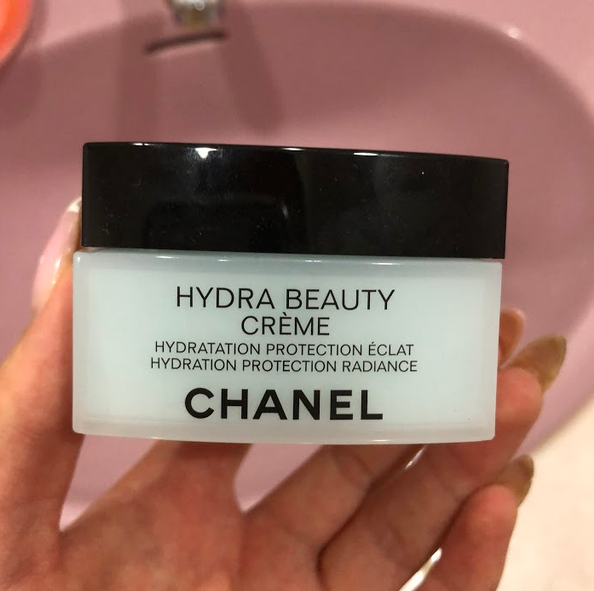 HYDRA BEAUTY
CRÈME
HYDRATATION PROTECTION ÉCLAT
HYDRATION PROTECTION RADIANCE
CHANEL